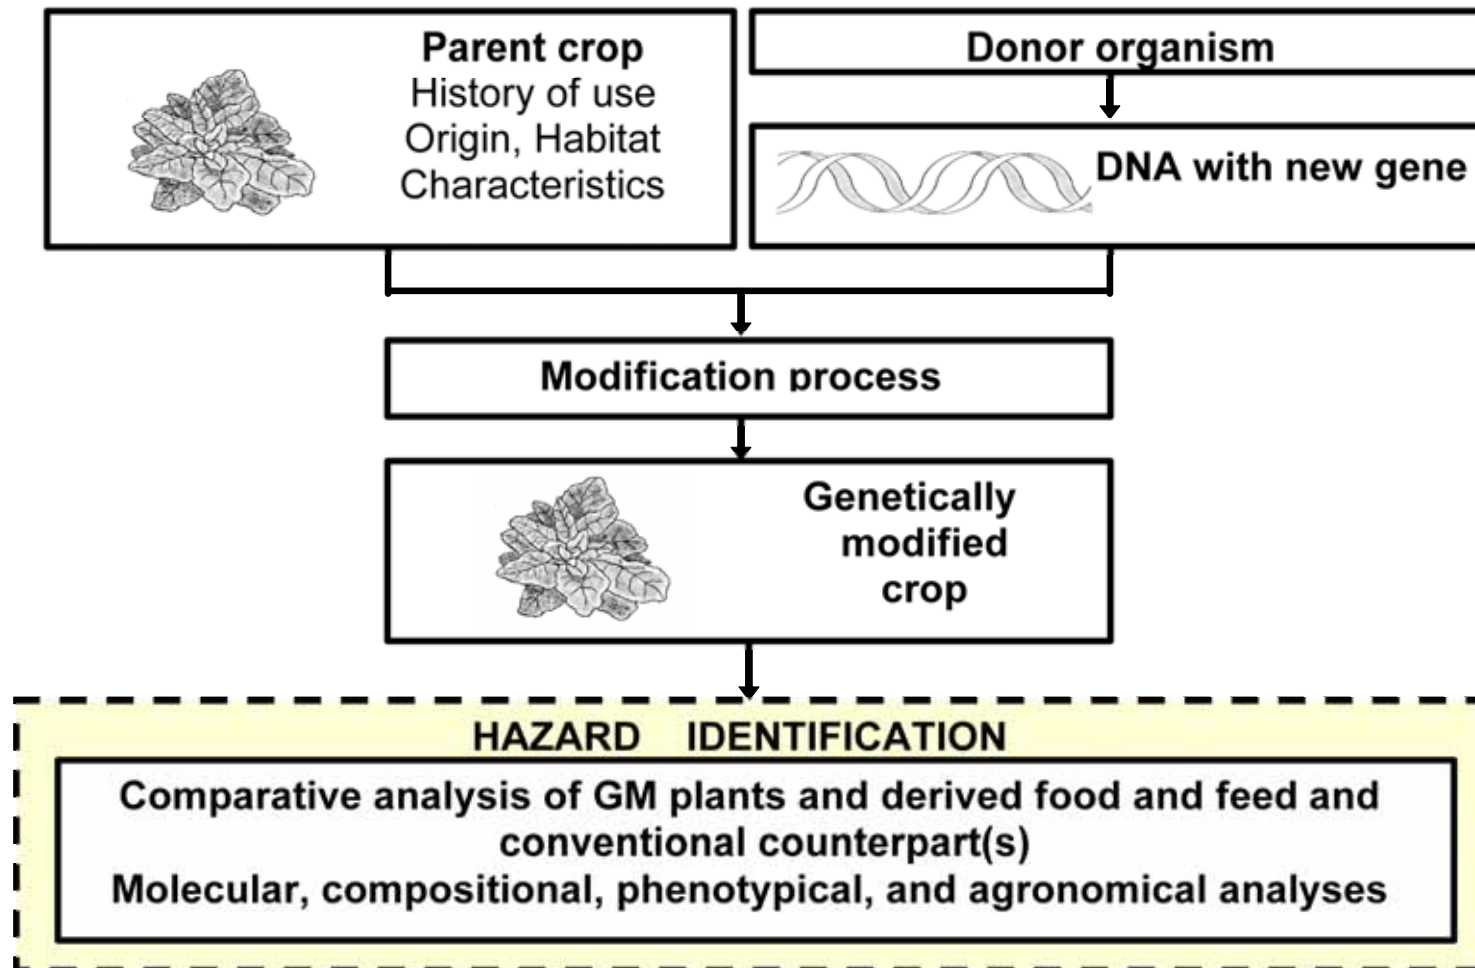 Parent crop
History of use
Origin, Habitat
Characteristics
Donor organism
DNA with new gene
Modification process
Genetically
modified
crop
HAZARD IDENTIFICATION
Comparative analysis of GM plants and derived food and feed and
conventional counterpart(s)
Molecular, compositional, phenotypical, and agronomical analyses